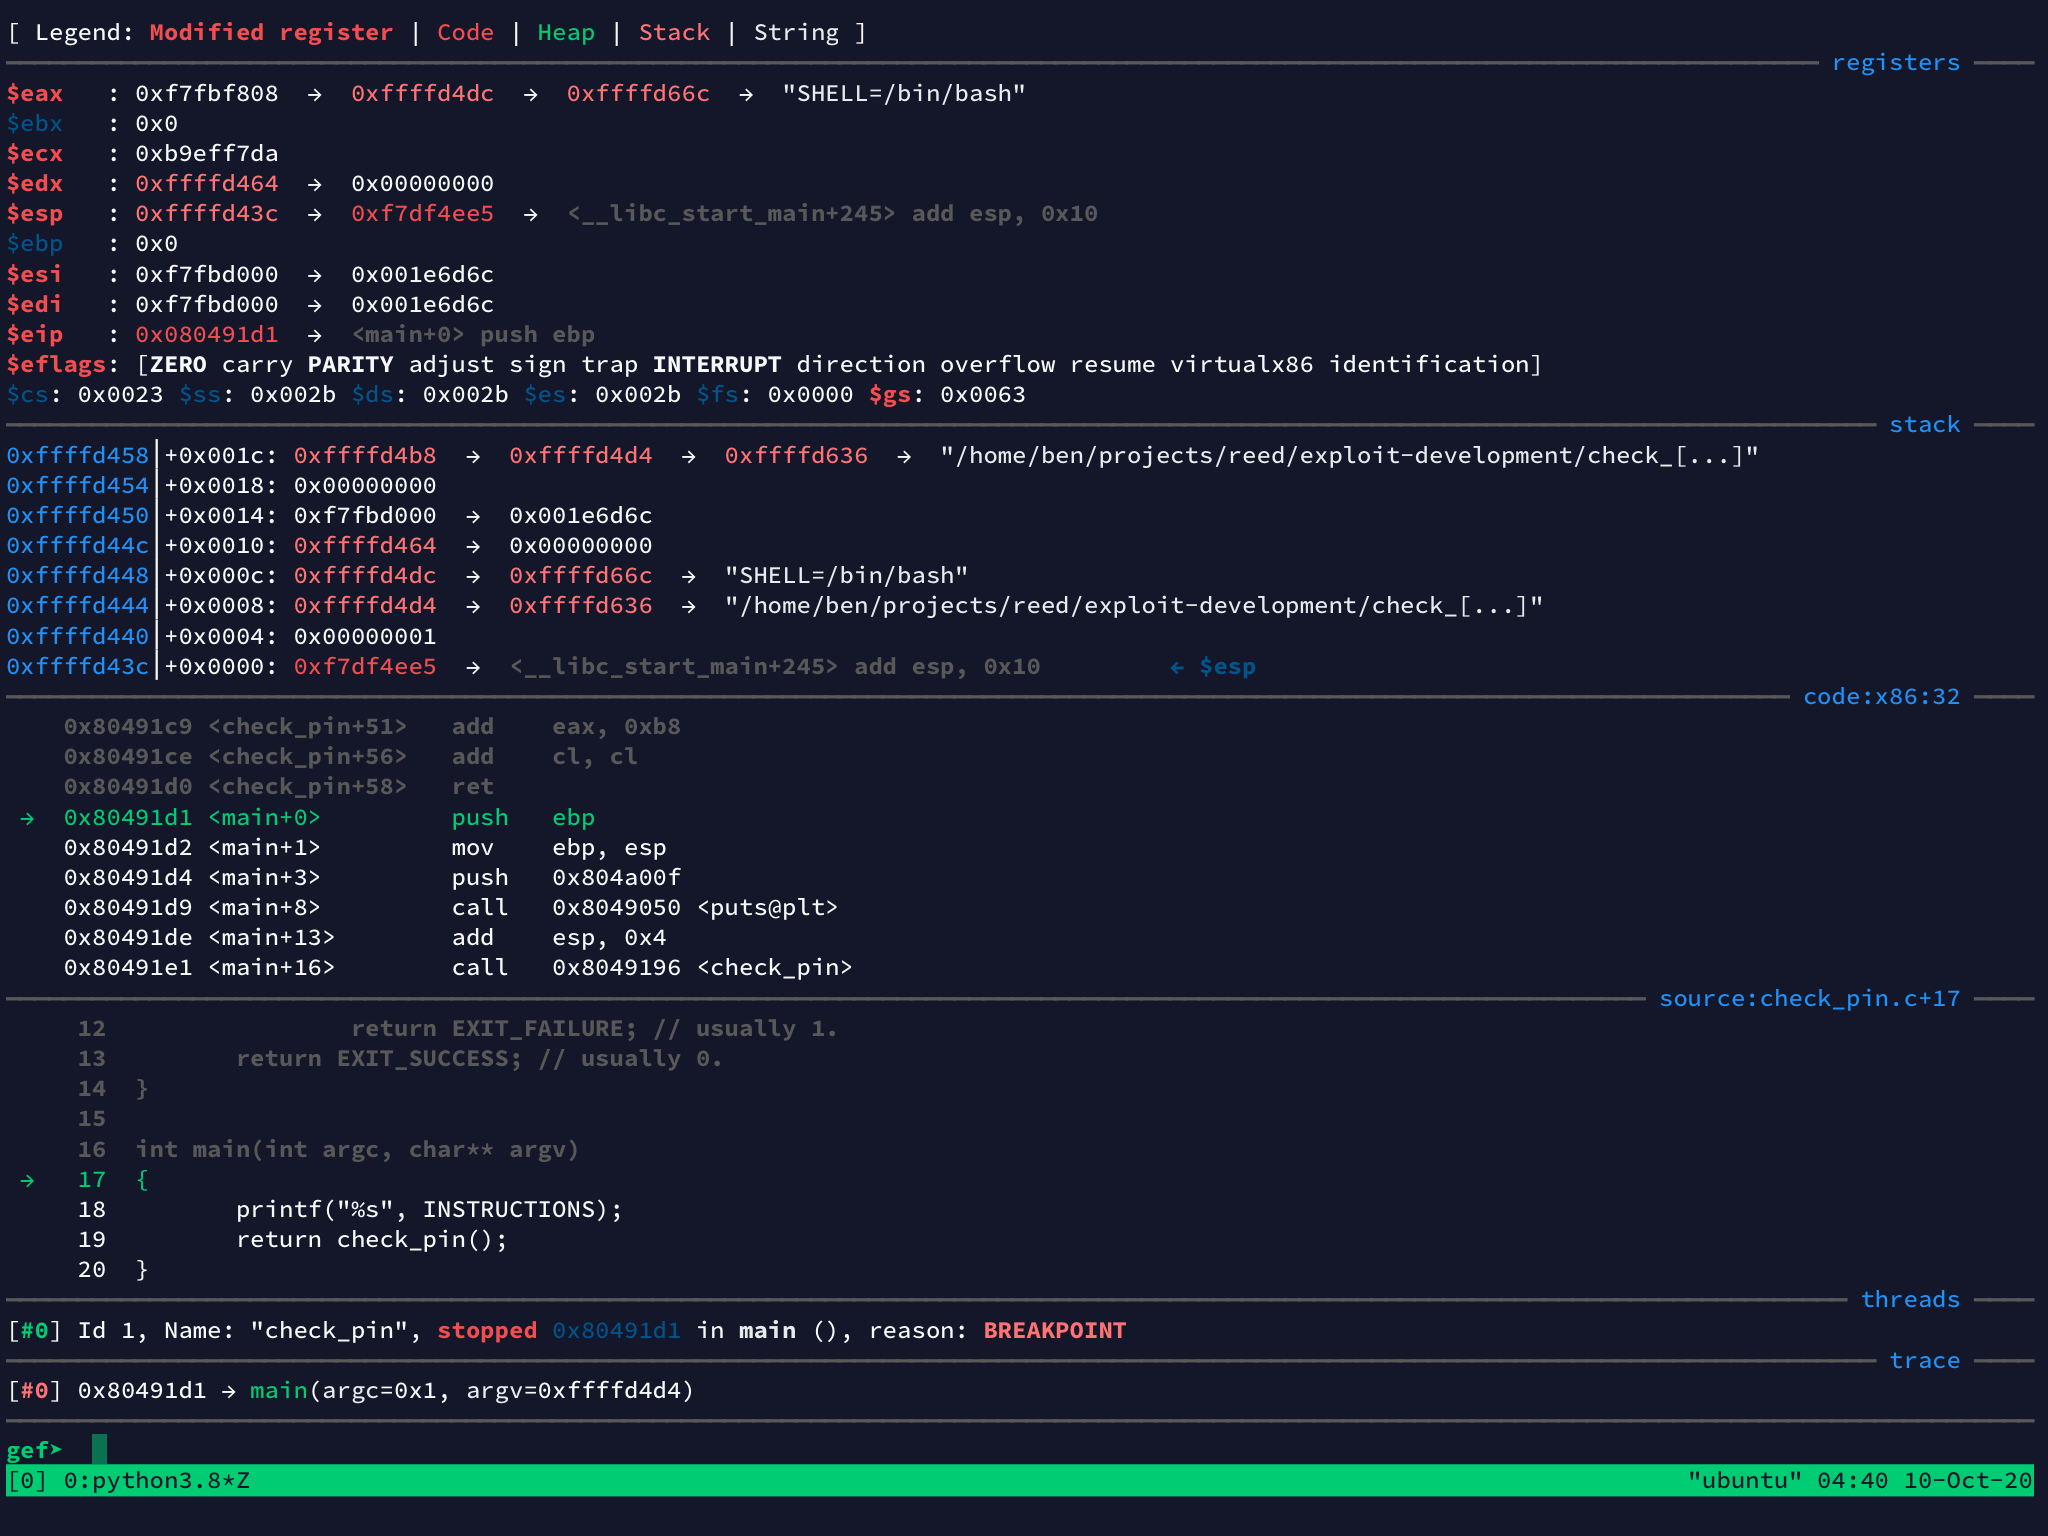 [ Legend: Modified register | Code | Heap | Stack | String ]
registers
$eax   : 0xf7fbf808  →  0xffffd4dc  →  0xffffd66c  →  "SHELL=/bin/bash"
$ebx   : 0x0
$ecx   : 0xb9eff7da
$edx   : 0xffffd464  →  0x00000000
$esp   : 0xffffd43c  →  0xf7df4ee5  →  <__libc_start_main+245> add esp, 0x10
$ebp   : 0x0
$esi   : 0xf7fbd000  →  0x001e6d6c
$edi   : 0xf7fbd000  →  0x001e6d6c
$eip   : 0x080491d1  →  <main+0> push ebp
$eflags: [ZERO carry PARITY adjust sign trap INTERRUPT direction overflow resume virtualx86 identification]
$cs: 0x0023 $ss: 0x002b $ds: 0x002b $es: 0x002b $fs: 0x0000 $gs: 0x0063
stack
0xffffd458│+0x001c: 0xffffd4b8  →  0xffffd4d4  →  0xffffd636  →  "/home/ben/projects/reed/exploit-development/check_[...]"
0xffffd454│+0x0018: 0x00000000
0xffffd450│+0x0014: 0xf7fbd000  →  0x001e6d6c
0xffffd44c│+0x0010: 0xffffd464  →  0x00000000
0xffffd448│+0x000c: 0xffffd4dc  →  0xffffd66c  →  "SHELL=/bin/bash"
0xffffd444│+0x0008: 0xffffd4d4  →  0xffffd636  →  "/home/ben/projects/reed/exploit-development/check_[...]"
0xffffd440│+0x0004: 0x00000001
0xffffd43c│+0x0000: 0xf7df4ee5  →  <__libc_start_main+245> add esp, 0x10         ← $esp
code:x86:32
0x80491c9 <check_pin+51>   add    eax, 0xb8
0x80491ce <check_pin+56>   add    cl, cl
0x80491d0 <check_pin+58>   ret
→  0x80491d1 <main+0>         push   ebp
0x80491d2 <main+1>         mov    ebp, esp
0x80491d4 <main+3>         push   0x804a00f
0x80491d9 <main+8>         call   0x8049050 <puts@plt>
0x80491de <main+13>        add    esp, 0x4
0x80491e1 <main+16>        call   0x8049196 <check_pin>
source:check_pin.c+17
12                 return EXIT_FAILURE; // usually 1.
13         return EXIT_SUCCESS; // usually 0.
14  }
15
16  int main(int argc, char** argv)
→   17  {
18         printf("%s", INSTRUCTIONS);
19         return check_pin();
20  }
threads
[#0] Id 1, Name: "check_pin", stopped 0x80491d1 in main (), reason: BREAKPOINT
trace
[#0] 0x80491d1 → main(argc=0x1, argv=0xffffd4d4)
gef➤
[0] 0:python3.8*Z "ubuntu" 04:40 10-Oct-20